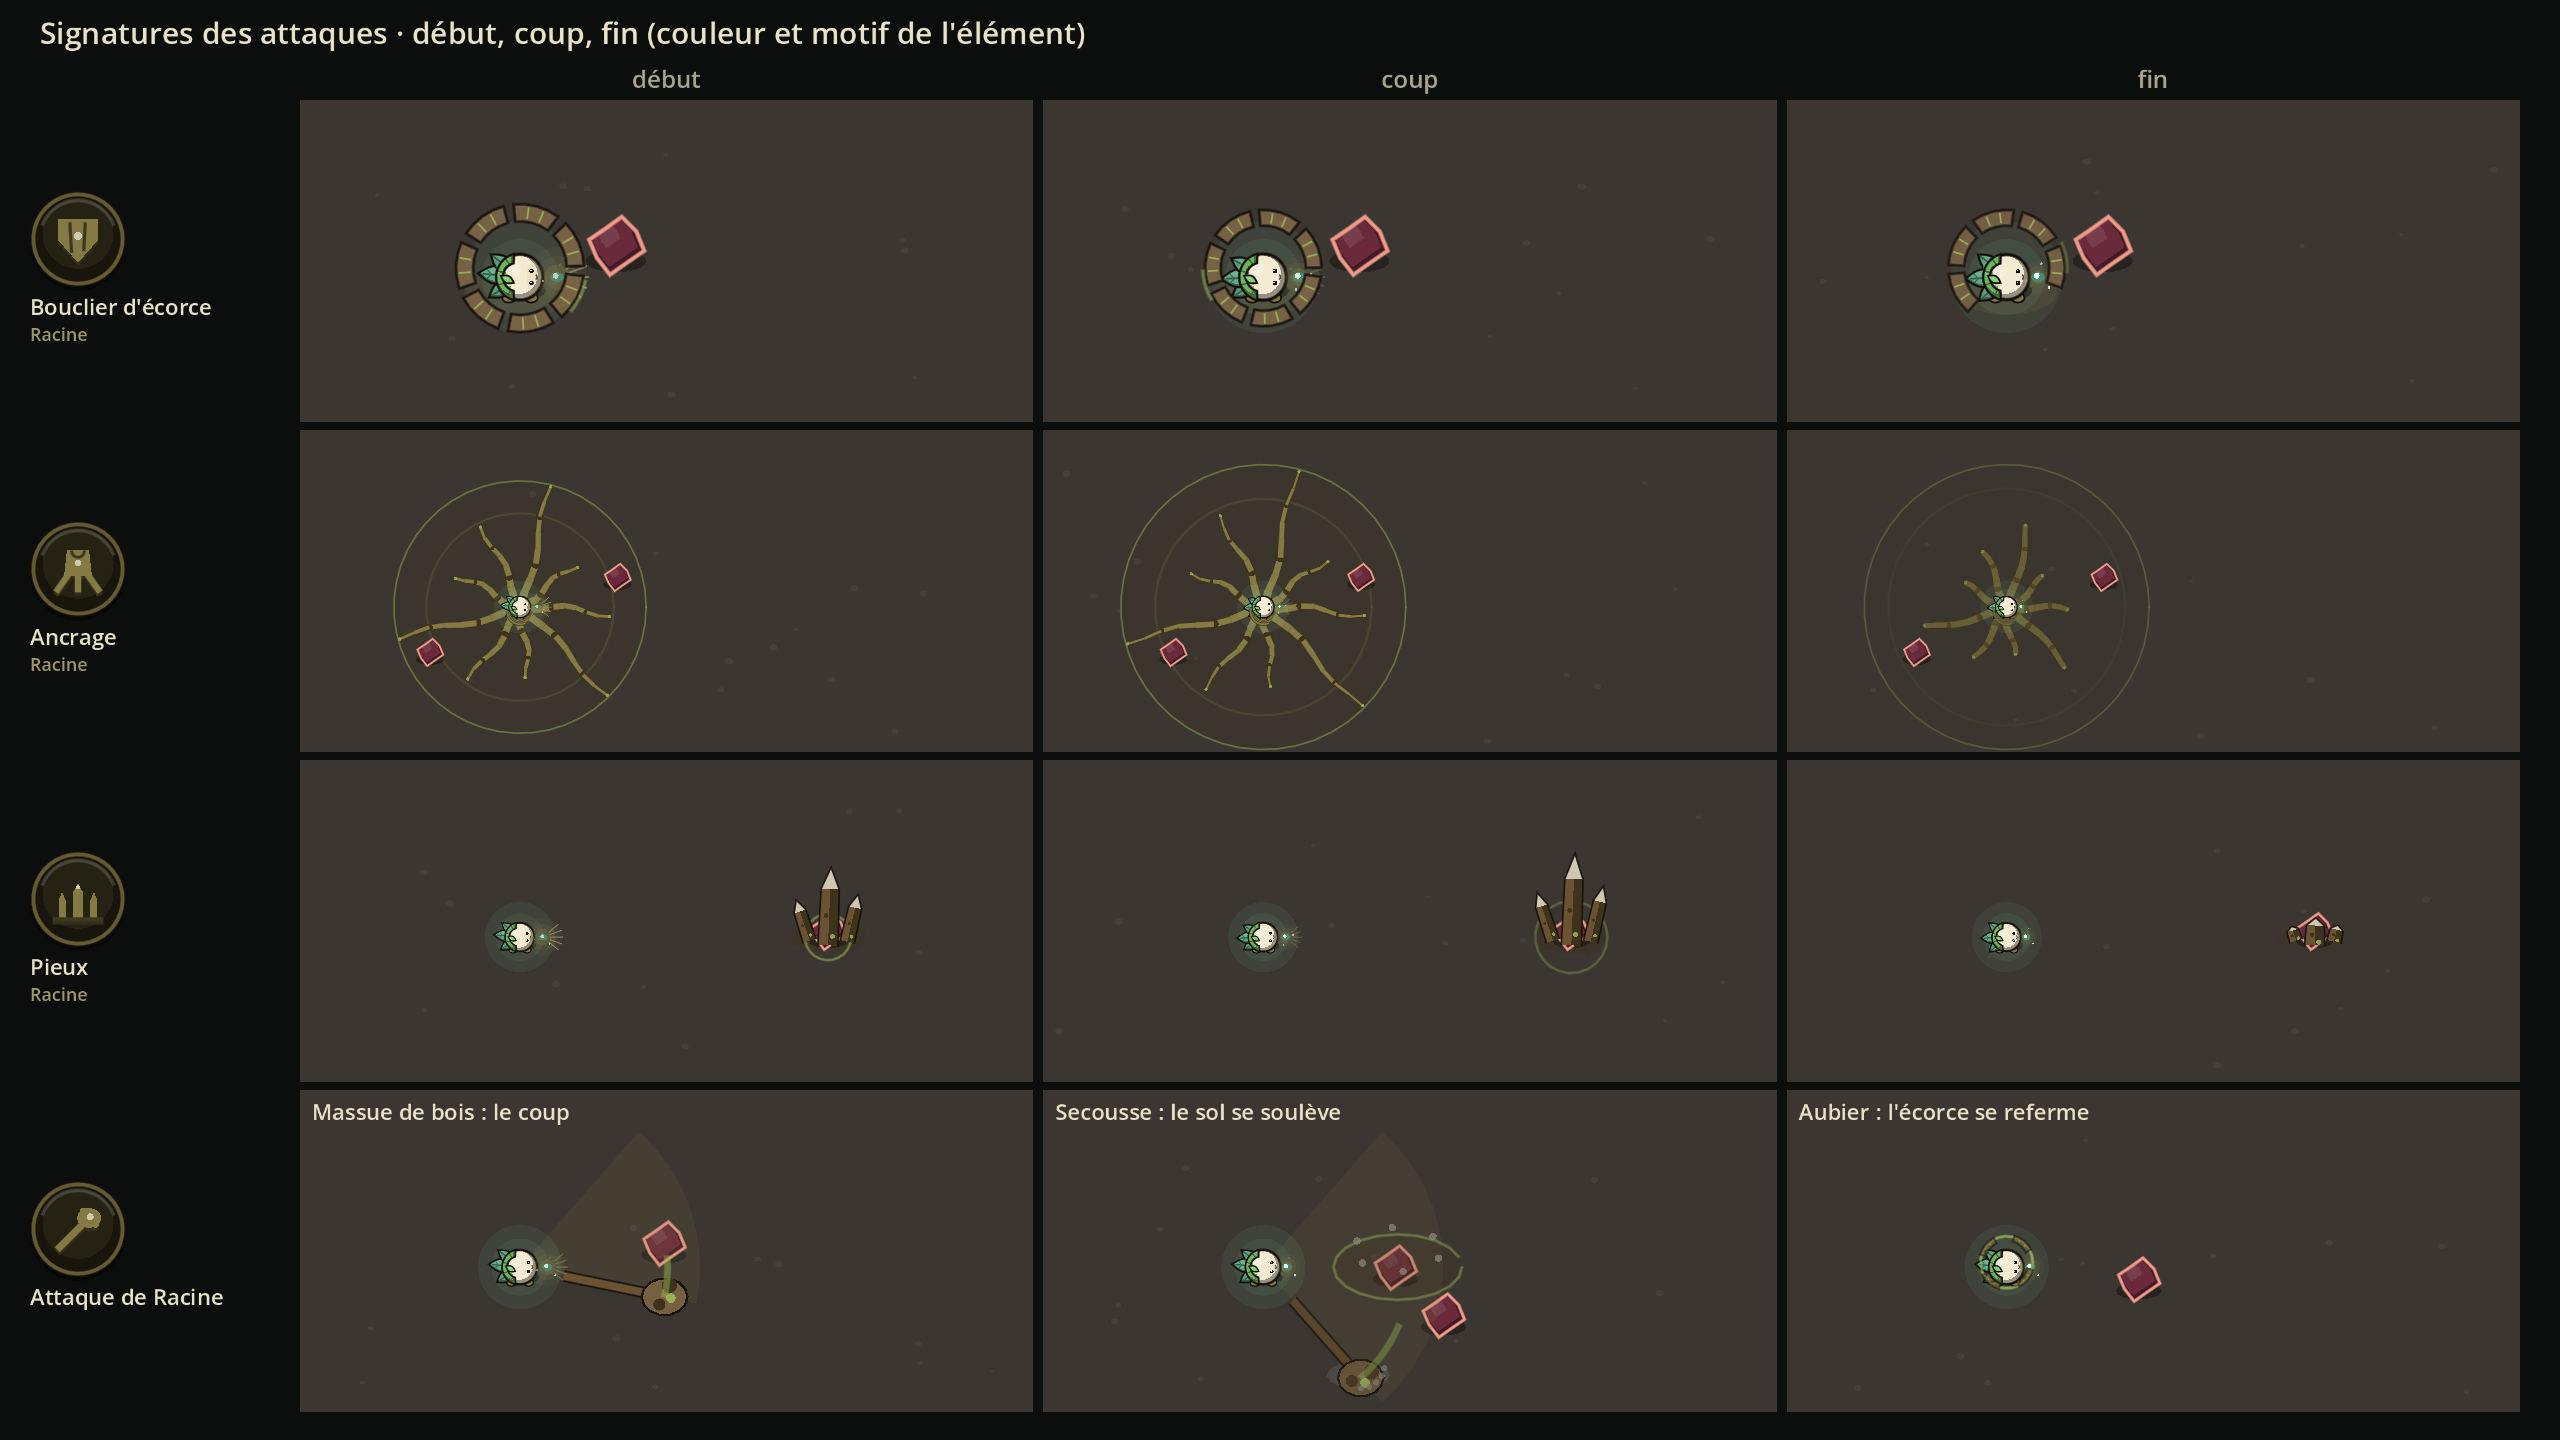 Signatures des attaques · début, coup, fin (couleur et motif de l'élément)
début
coup
fin
Bouclier d'écorce
Racine
Ancrage
Racine
Pieux
Racine
Massue de bois : le coup
Secousse : le sol se soulève
Aubier : l'écorce se referme
Attaque de Racine